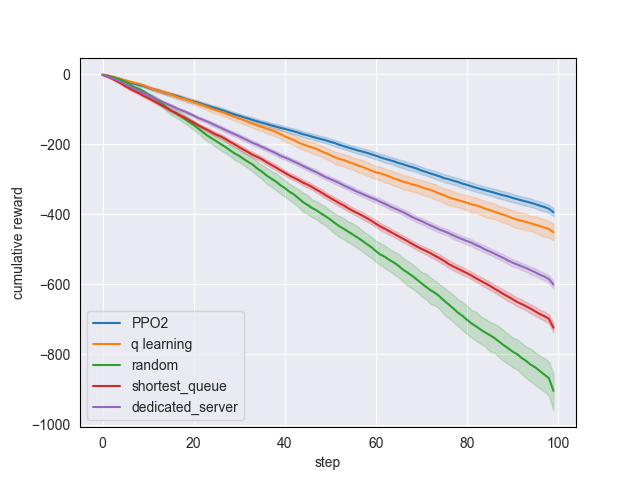 0
−200
−400
−600
−800
−1000
cumulative reward
PPO2
q learning
random
shortest_queue
dedicated_server
0
20
40
60
80
100
step